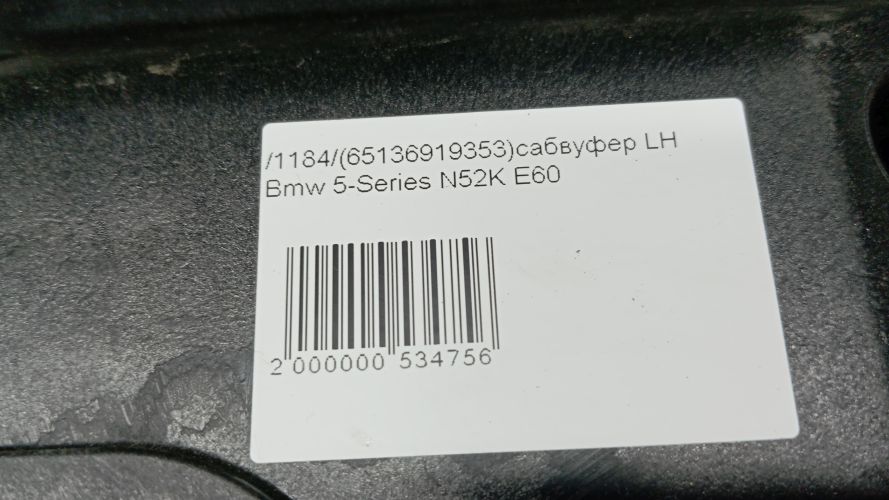 /1184/(65136919353)сабвуфер LH
Bmw 5-Series N52K E60
2 000000 534756